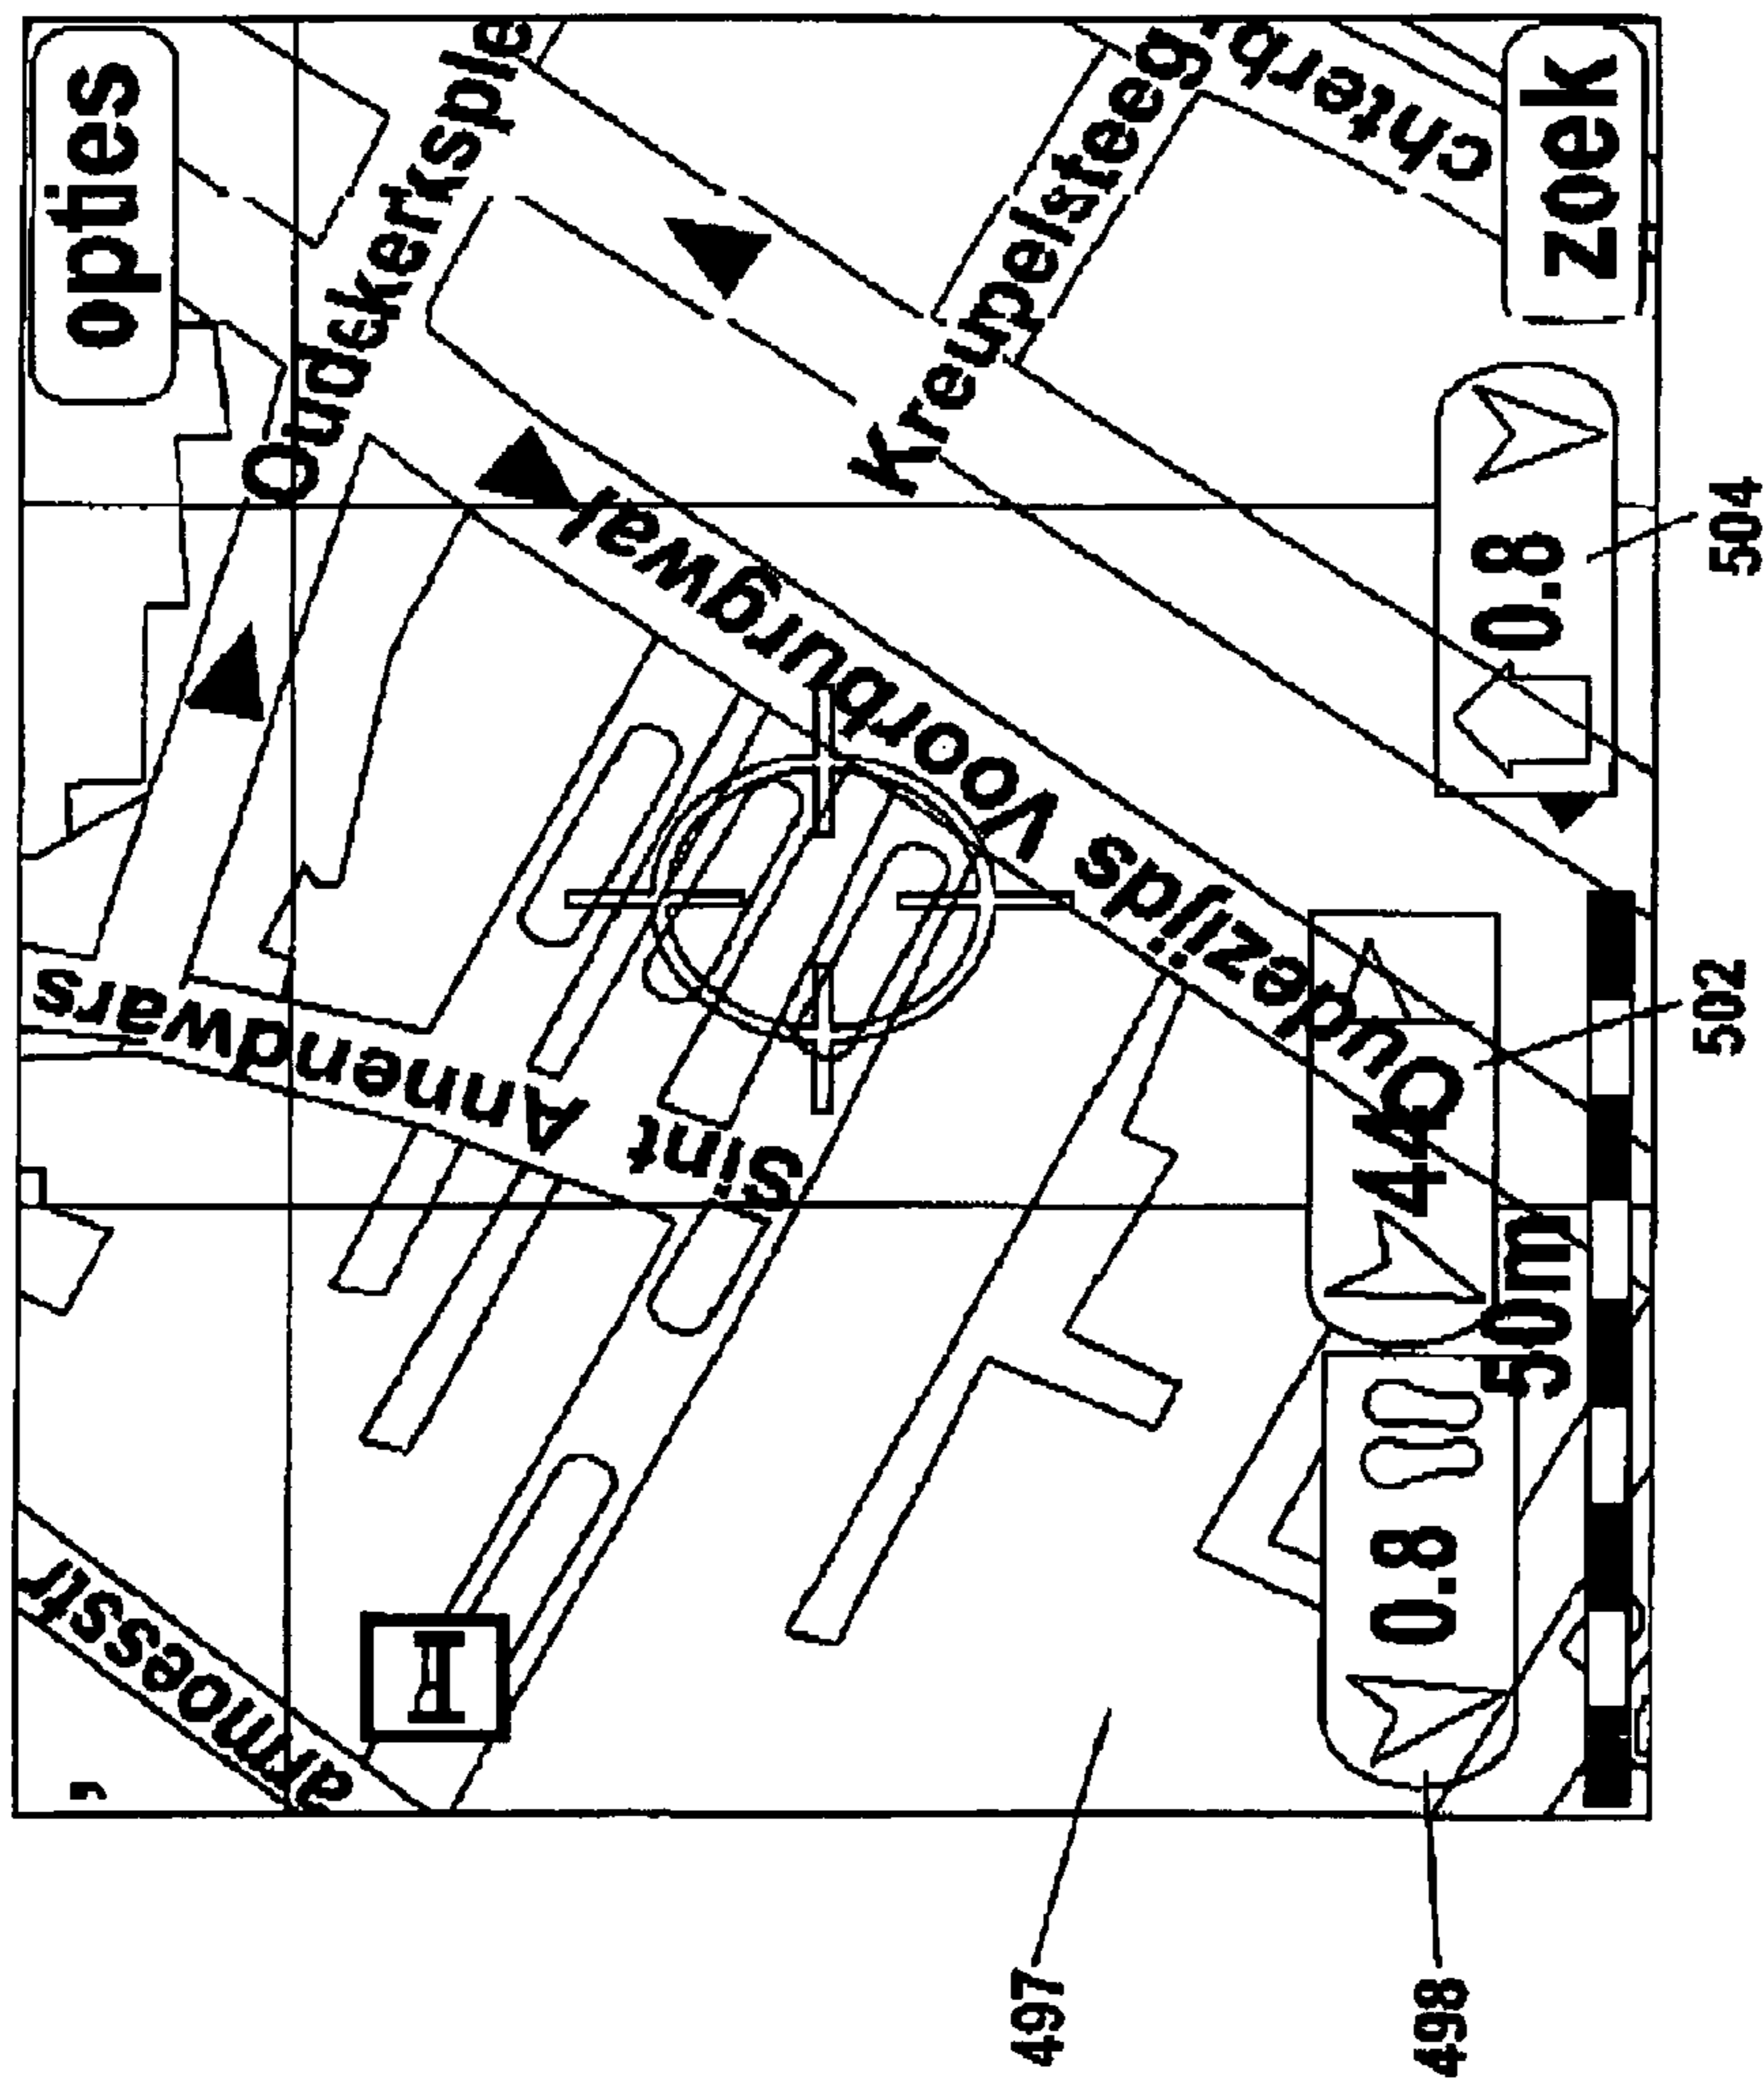 armoesst
Sint Annendwars
opties
Oudekerksple
Oudezijds Voorburgwal
Kreupelsteeg
chterb
0.8
44
50m
0.8
zoek
497
498
502
504